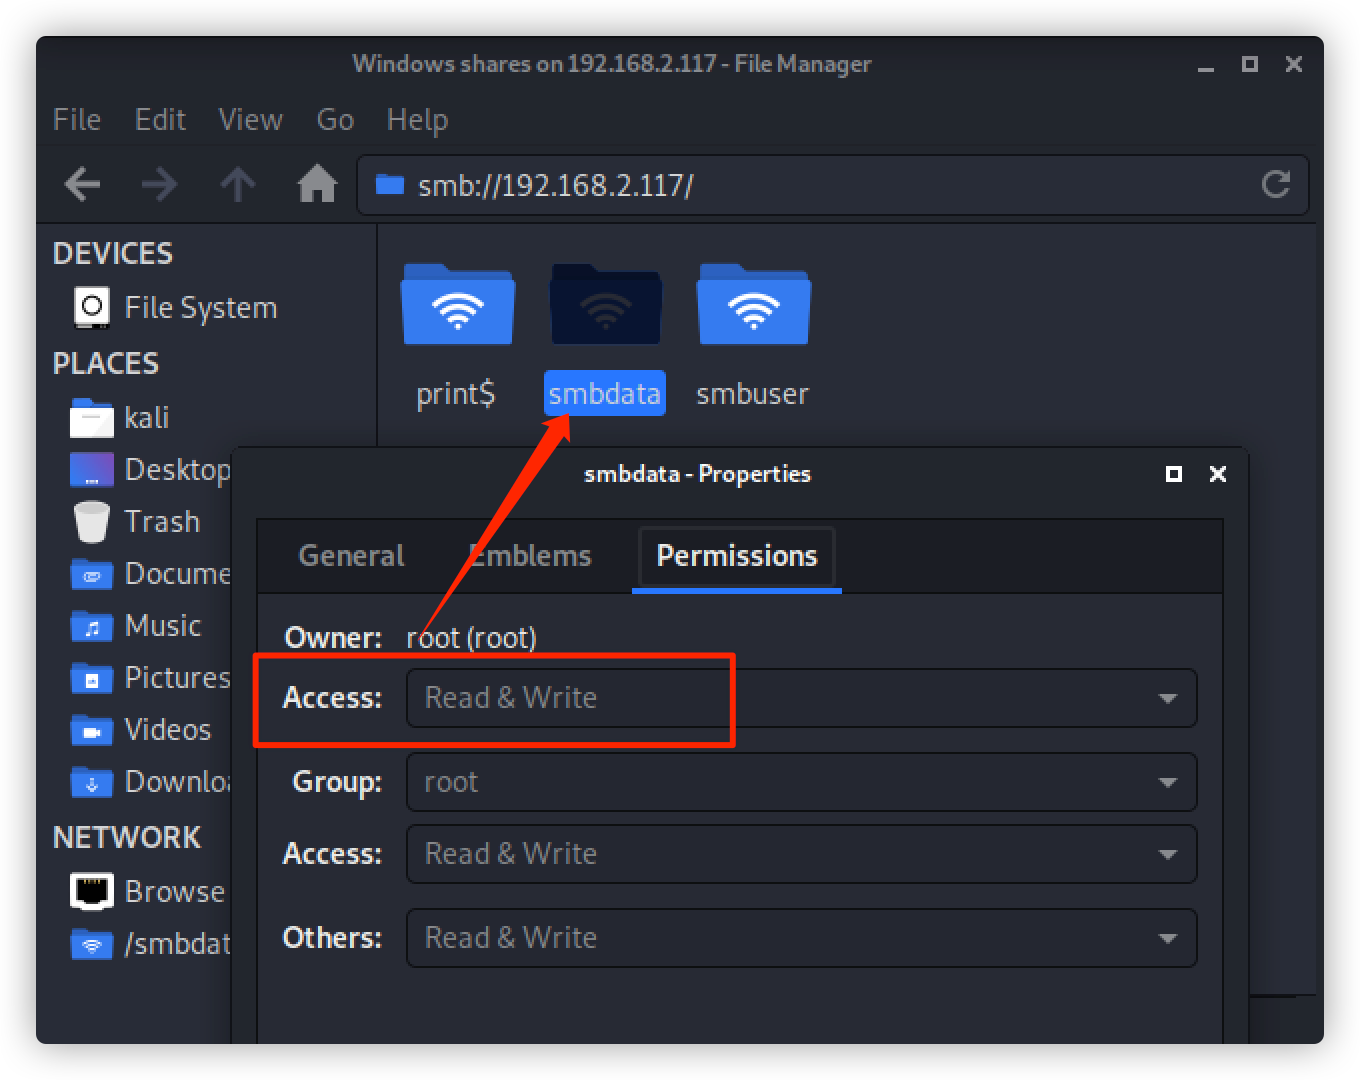 Windows shares on 192.168.2.117 - File Manager
File Edit View Go Help
smb://192.168.2.117/
DEVICES
File System
PLACES
kali
Desktop
Trash
Docume
Music
Pictures
Videos
Downloa
NETWORK
Browse
/smbdat
print$ smbdata smbuser
smbdata - Properties
General Emblems Permissions
Owner: root (root)
Access: Read & Write
Group: root
Access: Read & Write
Others: Read & Write